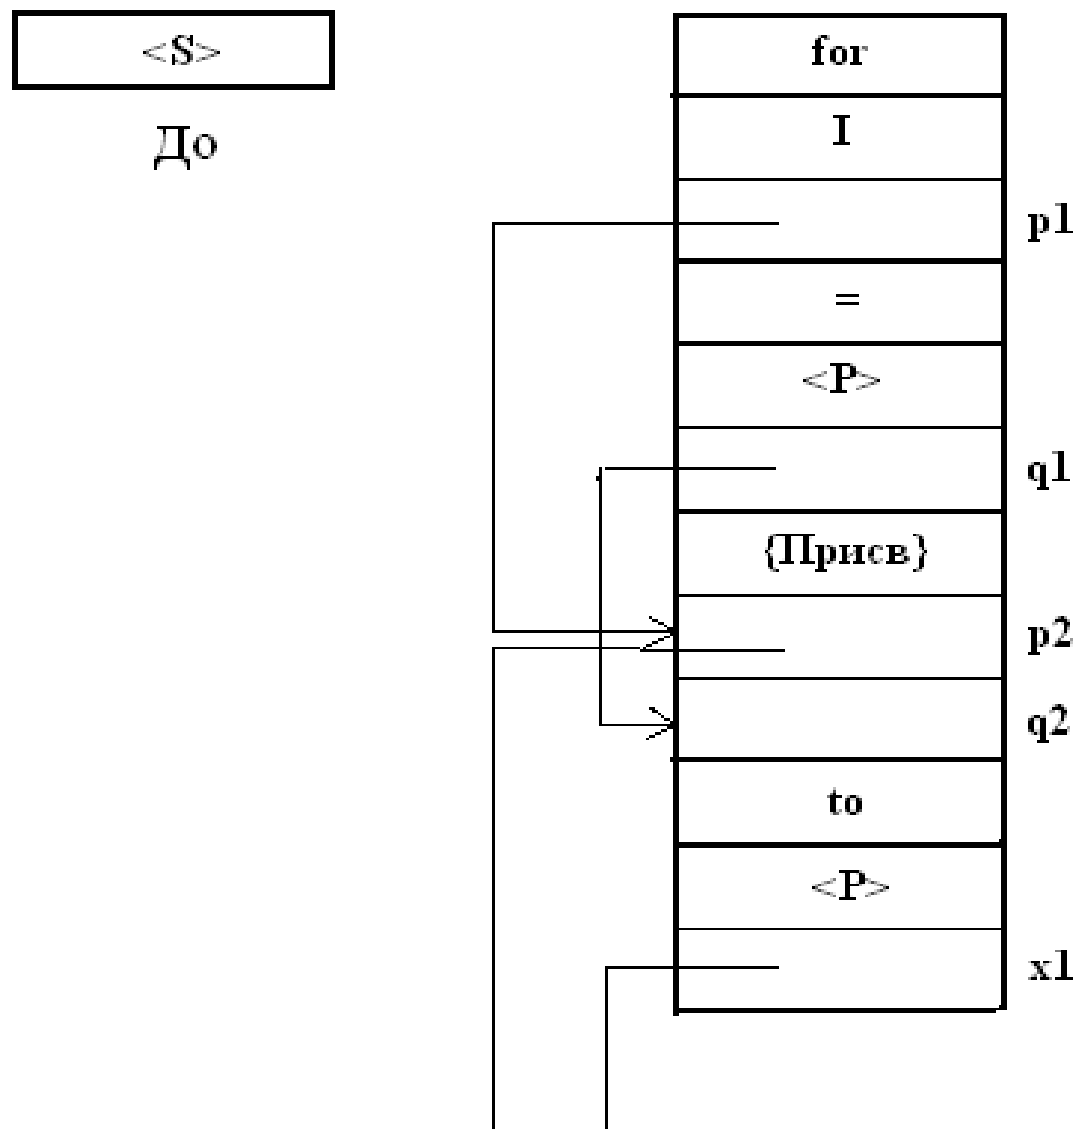 <S>
До
for
I
p1
=
<P>
q1
{Присв}
p2
q2
to
<P>
x1